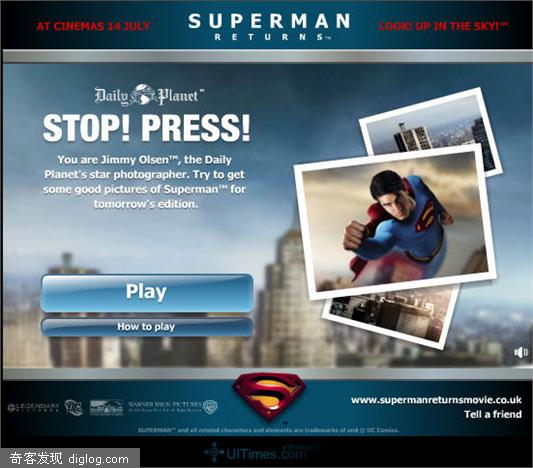 AT CINEMAS 14 JULY
SUPERMAN
RETURNS™
LOOK! UP IN THE SKY!™
Daily Planet™
STOP! PRESS!
You are Jimmy Olsen™, the Daily
Planet's star photographer. Try to get
some good pictures of Superman™ for
tomorrow's edition.
Play
How to play
LEGENDARY
PICTURES
WARNER BROS. PICTURES
www.supermanreturnsmovie.co.uk
Tell a friend
SUPERMAN™ and all related characters and elements are trademarks of and © DC Comics.
奇客发现 diglog.com
UITimes.com